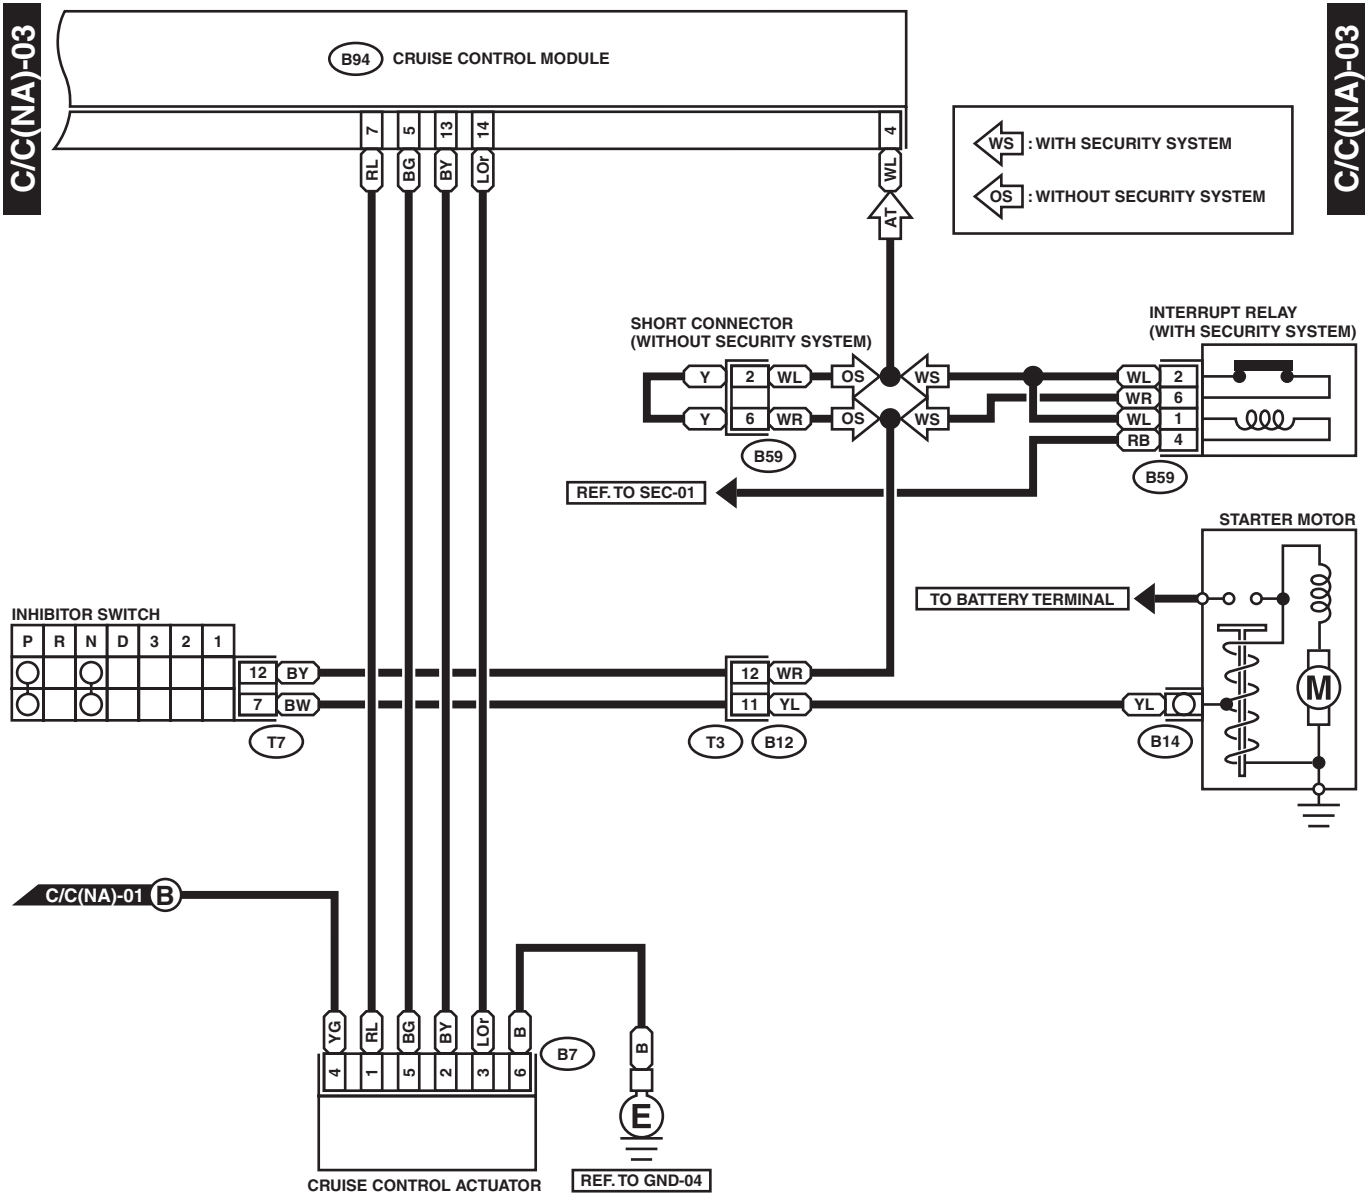 C/C(NA)-03
C/C(NA)-03
B94 CRUISE CONTROL MODULE
7 5 13 14 4
RL BG BY LOr WL
AT
WS : WITH SECURITY SYSTEM
OS : WITHOUT SECURITY SYSTEM
SHORT CONNECTOR
(WITHOUT SECURITY SYSTEM)
INTERRUPT RELAY
(WITH SECURITY SYSTEM)
Y 2 WL OS WS WL 2
WR 6
Y 6 WR OS WS WL 1
RB 4
B59
B59
REF. TO SEC-01
STARTER MOTOR
TO BATTERY TERMINAL
INHIBITOR SWITCH
P R N D 3 2 1
12 BY 12 WR
M
7 BW 11 YL YL
T7 T3 B12 B14
C/C(NA)-01 B
YG RL BG BY LOr B B
B7
4 1 5 2 3 6
E
REF. TO GND-04
CRUISE CONTROL ACTUATOR